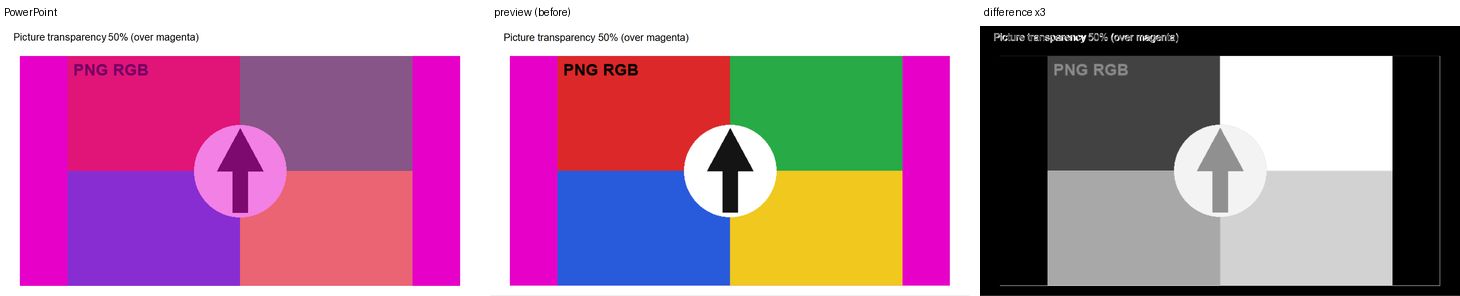 PowerPoint
Picture transparency 50% (over magenta)
PNG RGB
preview (before)
Picture transparency 50% (over magenta)
PNG RGB
difference x3
Picture transparency 50% (over magenta)
PNG RGB